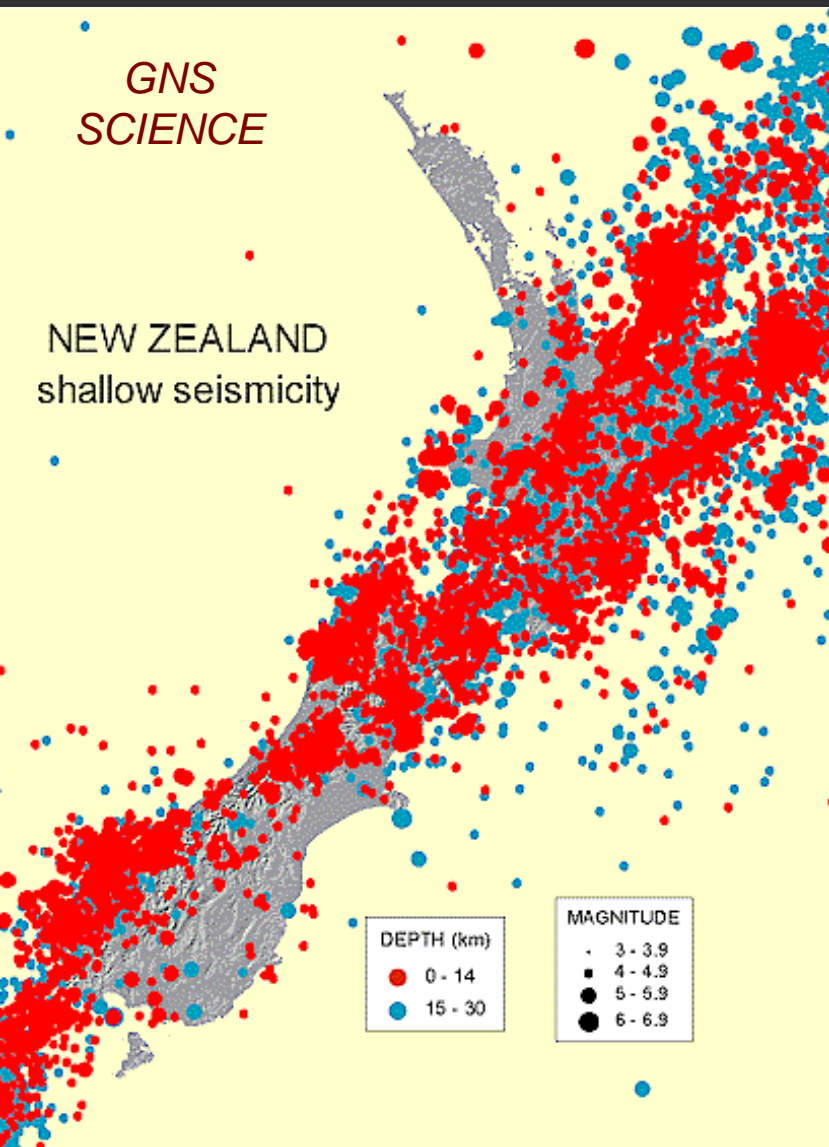 GNS
SCIENCE
NEW ZEALAND
shallow seismicity
DEPTH (km)
0 - 14
15 - 30
MAGNITUDE
3 - 3.9
4 - 4.9
5 - 5.9
6 - 6.9